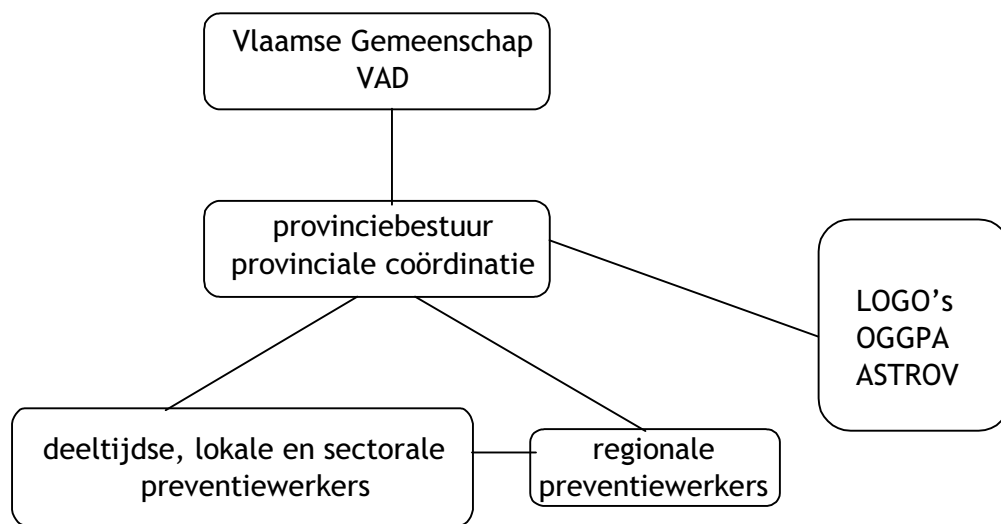 Vlaamse Gemeenschap
VAD
provinciebestuur
provinciale coördinatie
LOGO’s
OGGPA
ASTROV
deeltijdse, lokale en sectorale
preventiewerkers
regionale
preventiewerkers